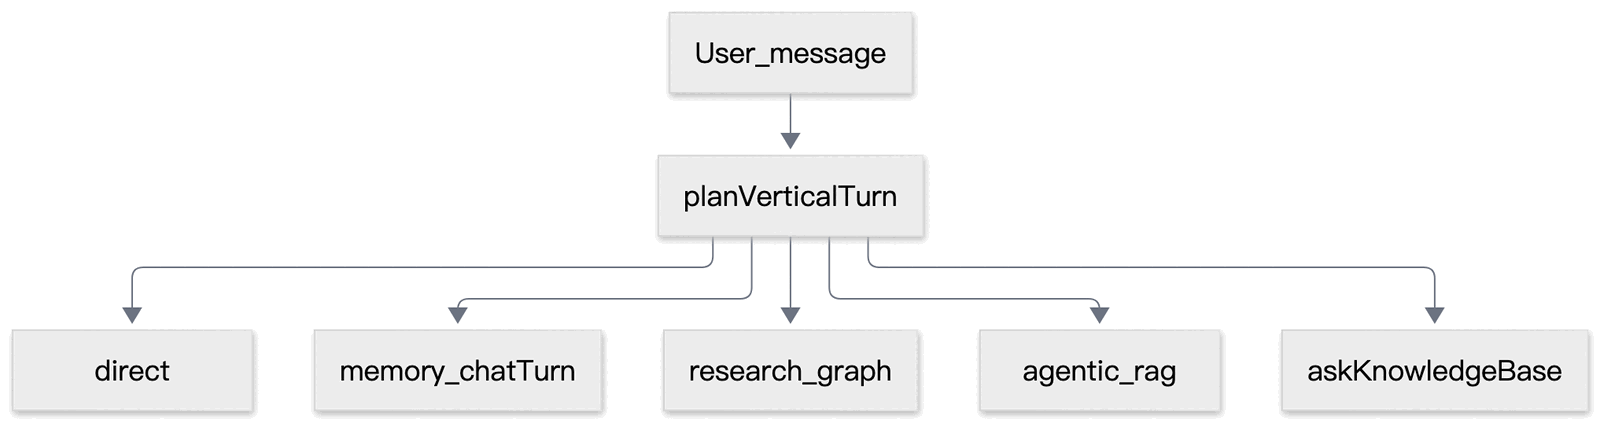 User_message
planVerticalTurn
direct
memory_chatTurn
research_graph
agentic_rag
askKnowledgeBase